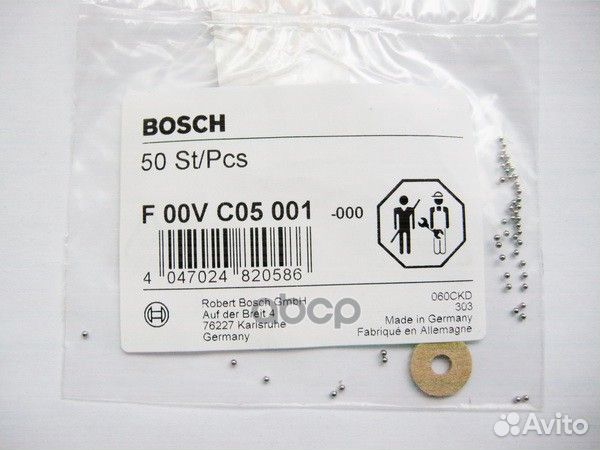 BOSCH
50 St/Pcs
F 00V C05 001 -000
4 047024 820586
Robert Bosch GmbH
Auf der Breit 4
76227 Karlsruhe
Germany
060CKD
303
Made in Germany
Fabriqué en Allemagne
abcp
Avito